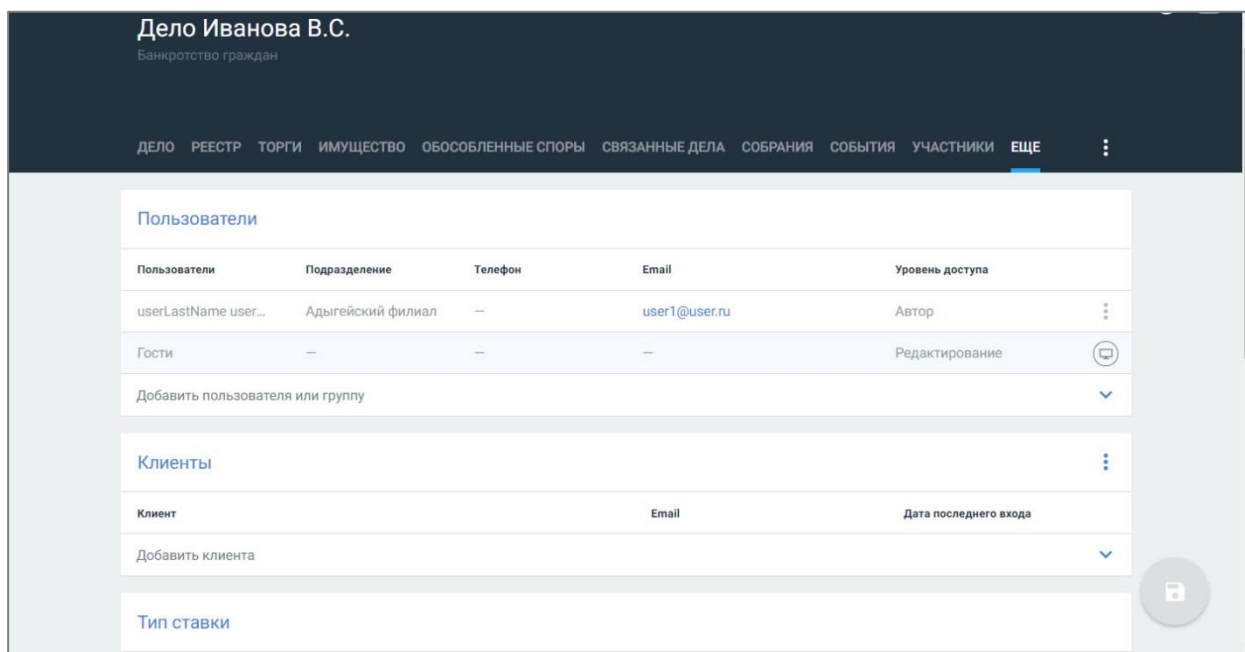 Дело Иванова В.С.
Банкротство граждан
ДЕЛО РЕЕСТР ТОРГИ ИМУЩЕСТВО ОБОСОБЛЕННЫЕ СПОРЫ СВЯЗАННЫЕ ДЕЛА СОБРАНИЯ СОБЫТИЯ УЧАСТНИКИ ЕЩЕ
Пользователи
Пользователи Подразделение Телефон Email Уровень доступа
userLastName user... Адыгейский филиал — user1@user.ru Автор
Гости — — — Редактирование
Добавить пользователя или группу
Клиенты
Клиент Email Дата последнего входа
Добавить клиента
Тип ставки